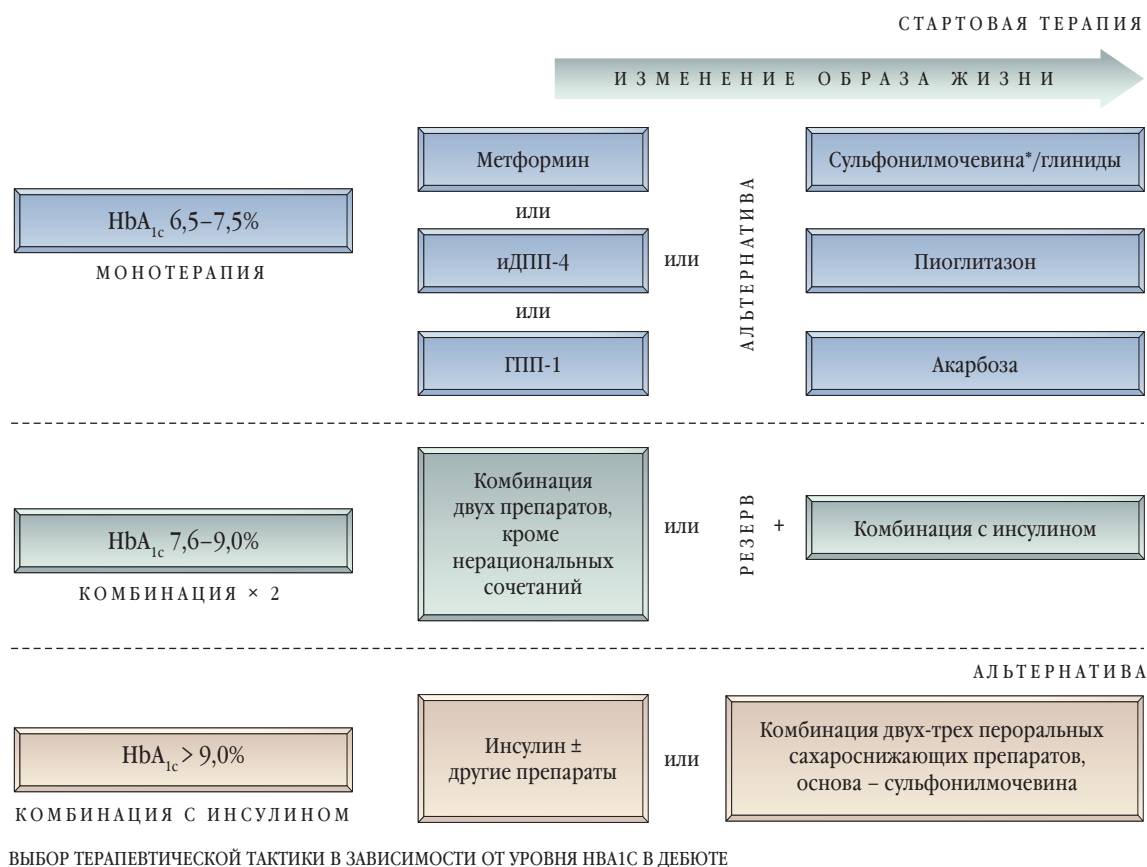 СТАРТОВАЯ ТЕРАПИЯ
ИЗМЕНЕНИЕ ОБРАЗА ЖИЗНИ
HbA1c 6,5–7,5%
МОНОТЕРАПИЯ
Метформин
или
иДПП-4
или
ГПП-1
или
АЛЬТЕРНАТИВА
Сульфонилмочевина*/глиниды
Пиоглитазон
Акарбоза
HbA1c 7,6–9,0%
КОМБИНАЦИЯ × 2
Комбинация
двух препаратов,
кроме
нерациональных
сочетаний
или
РЕЗЕРВ
+
Комбинация с инсулином
АЛЬТЕРНАТИВА
HbA1c > 9,0%
КОМБИНАЦИЯ С ИНСУЛИНОМ
Инсулин ±
другие препараты
или
Комбинация двух-трех пероральных
сахароснижающих препаратов,
основа – сульфонилмочевина
ВЫБОР ТЕРАПЕВТИЧЕСКОЙ ТАКТИКИ В ЗАВИСИМОСТИ ОТ УРОВНЯ HBA1C В ДЕБЮТЕ